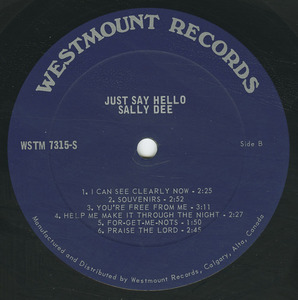 WESTMOUNT RECORDS
JUST SAY HELLO
SALLY DEE
WSTM 7315-S
Side B
1. I CAN SEE CLEARLY NOW - 2:25
2. SOUVENIRS - 2:52
3. YOU'RE FREE FROM ME - 3:11
4. HELP ME MAKE IT THROUGH THE NIGHT - 2:27
5. FOR-GET-ME-NOTS - 1:50
6. PRAISE THE LORD - 2:45
Manufactured and Distributed by Westmount Records, Calgary, Alta, Canada